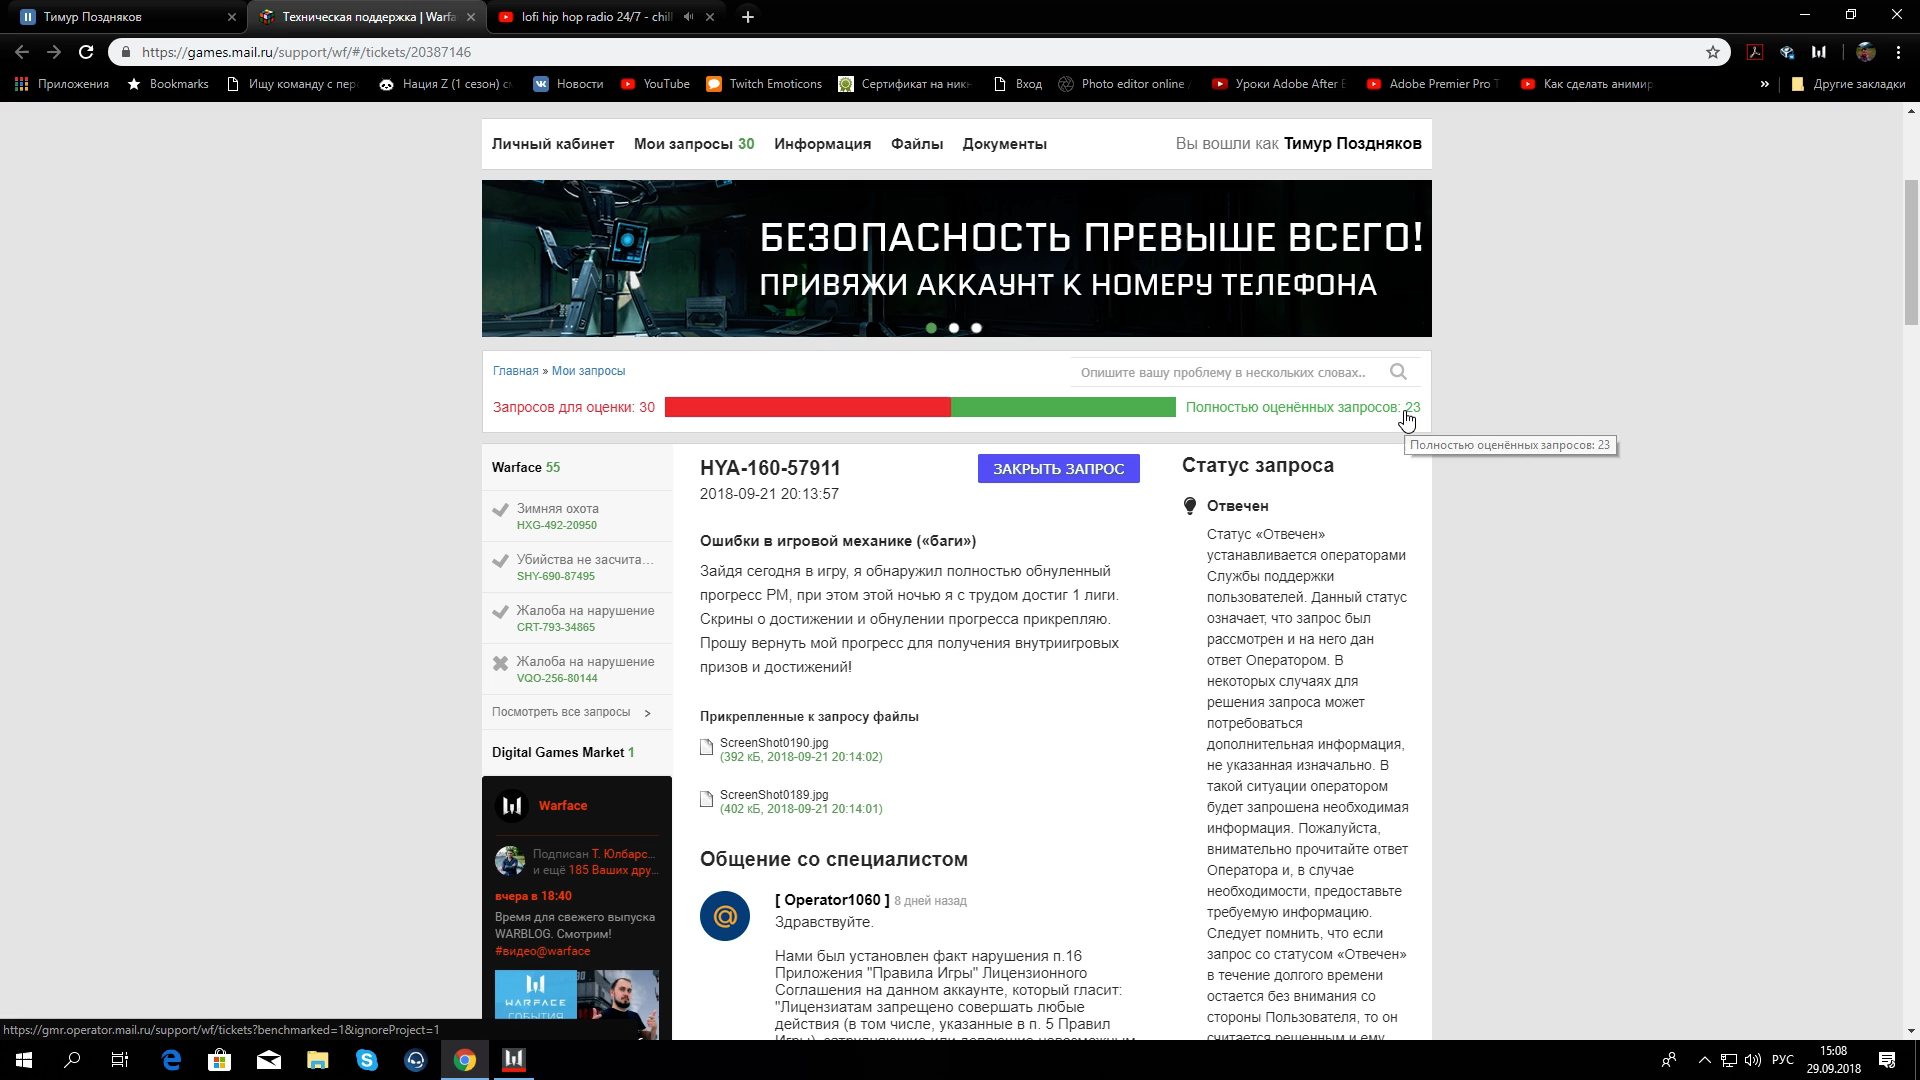 Тимур Поздняков
Техническая поддержка | Warfa
lofi hip hop radio 24/7 - chil
https://games.mail.ru/support/wf/#/tickets/20387146
Приложения
Bookmarks
Ищу команду с пер
Нация Z (1 сезон) с
Новости
YouTube
Twitch Emoticons
Сертификат на ник
Вход
Photo editor online /
Уроки Adobe After E
Adobe Premier Pro T
Как сделать анимир
»
Другие закладки
Личный кабинет
Мои запросы 30
Информация
Файлы
Документы
Вы вошли как Тимур Поздняков
БЕЗОПАСНОСТЬ ПРЕВЫШЕ ВСЕГО!
ПРИВЯЖИ АККАУНТ К НОМЕРУ ТЕЛЕФОНА
Главная » Мои запросы
Опишите вашу проблему в нескольких словах..
Запросов для оценки: 30
Полностью оценённых запросов: 23
Полностью оценённых запросов: 23
Warface 55
Зимняя охота
HXG-492-20950
Убийства не засчита...
SHY-690-87495
Жалоба на нарушение
CRT-793-34865
Жалоба на нарушение
VQO-256-80144
Посмотреть все запросы >
Digital Games Market 1
Warface
Подписан Т. Юлбарс...
и ещё 185 Ваших дру...
вчера в 18:40
Время для свежего выпуска
WARBLOG. Смотрим!
#видео@warface
WARFACE
СОБЫТИЯ
HYA-160-57911
ЗАКРЫТЬ ЗАПРОС
2018-09-21 20:13:57
Ошибки в игровой механике («баги»)
Зайдя сегодня в игру, я обнаружил полностью обнуленный
прогресс РМ, при этом этой ночью я с трудом достиг 1 лиги.
Скрины о достижении и обнулении прогресса прикрепляю.
Прошу вернуть мой прогресс для получения внутриигровых
призов и достижений!
Прикрепленные к запросу файлы
ScreenShot0190.jpg
(392 кБ, 2018-09-21 20:14:02)
ScreenShot0189.jpg
(402 кБ, 2018-09-21 20:14:01)
Общение со специалистом
[ Operator1060 ] 8 дней назад
Здравствуйте.
Нами был установлен факт нарушения п.16
Приложения "Правила Игры" Лицензионного
Соглашения на данном аккаунте, который гласит:
"Лицензиатам запрещено совершать любые
действия (в том числе, указанные в п. 5 Правил
Игры), затрудняющие или делающие невозможным
Статус запроса
Отвечен
Статус «Отвечен»
устанавливается операторами
Службы поддержки
пользователей. Данный статус
означает, что запрос был
рассмотрен и на него дан
ответ Оператором. В
некоторых случаях для
решения запроса может
потребоваться
дополнительная информация,
не указанная изначально. В
такой ситуации оператором
будет запрошена необходимая
информация. Пожалуйста,
внимательно прочитайте ответ
Оператора и, в случае
необходимости, предоставьте
требуемую информацию.
Следует помнить, что если
запрос со статусом «Отвечен»
в течение долгого времени
остается без внимания со
стороны Пользователя, то он
считается решенным и ему
https://gmr.operator.mail.ru/support/wf/tickets?benchmarked=1&ignoreProject=1
РУС
15:08
29.09.2018